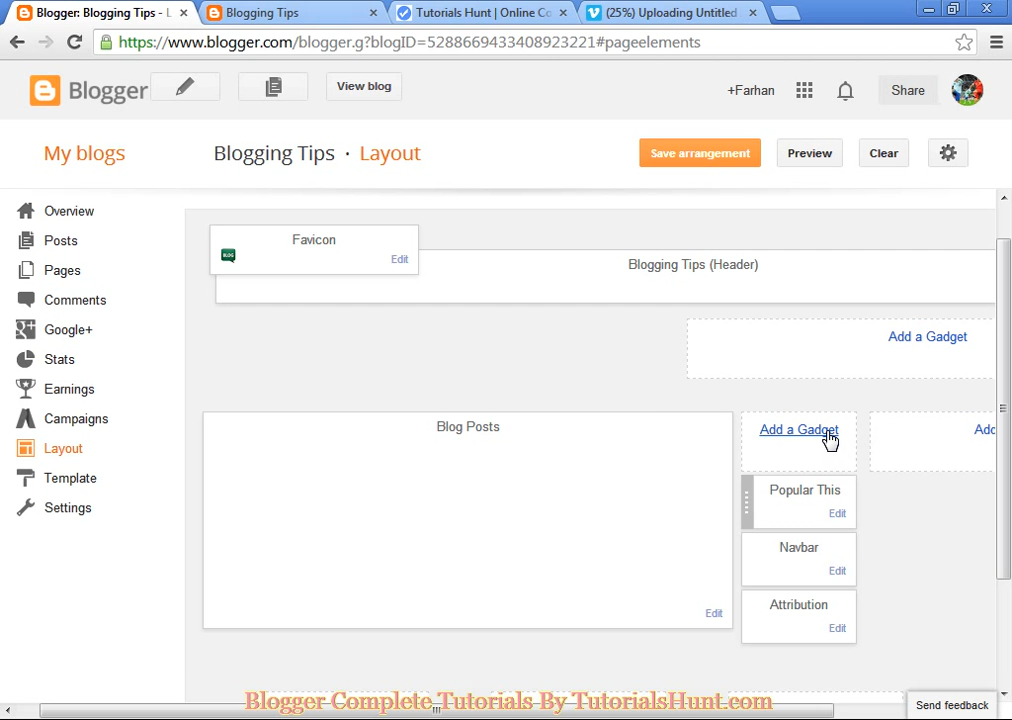 Blogger: Blogging Tips - L
Blogging Tips
Tutorials Hunt | Online Co
(25%) Uploading Untitled
https://www.blogger.com/blogger.g?blogID=5288669433408923221#pageelements
Blogger
View blog
+Farhan
Share
My blogs
Blogging Tips · Layout
Save arrangement
Preview
Clear
Overview
Posts
Pages
Comments
Google+
Stats
Earnings
Campaigns
Layout
Template
Settings
Favicon
BLOG
Edit
Blogging Tips (Header)
Add a Gadget
Blog Posts
Edit
Add a Gadget
Add
Popular This
Edit
Navbar
Edit
Attribution
Edit
Blogger Complete Tutorials By TutorialsHunt.com
Send feedback